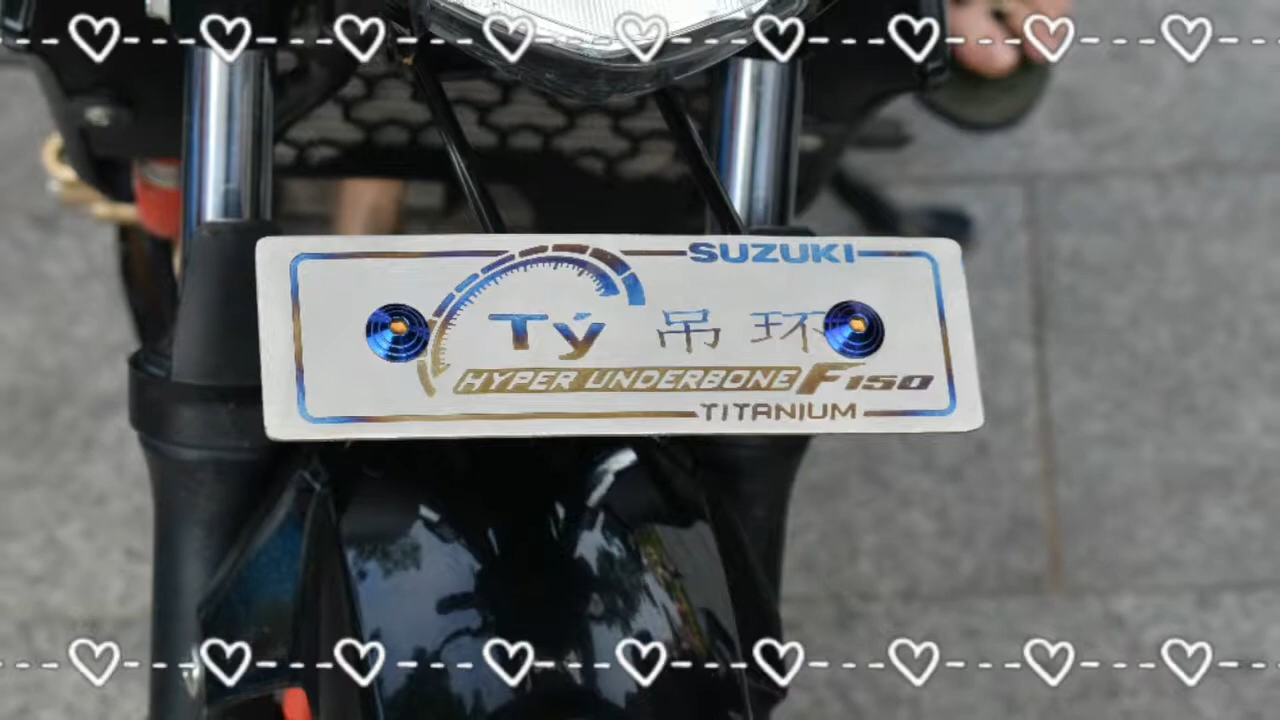 SUZUKI
Tý 吊环
HYPER UNDERBONE F150
TITANIUM